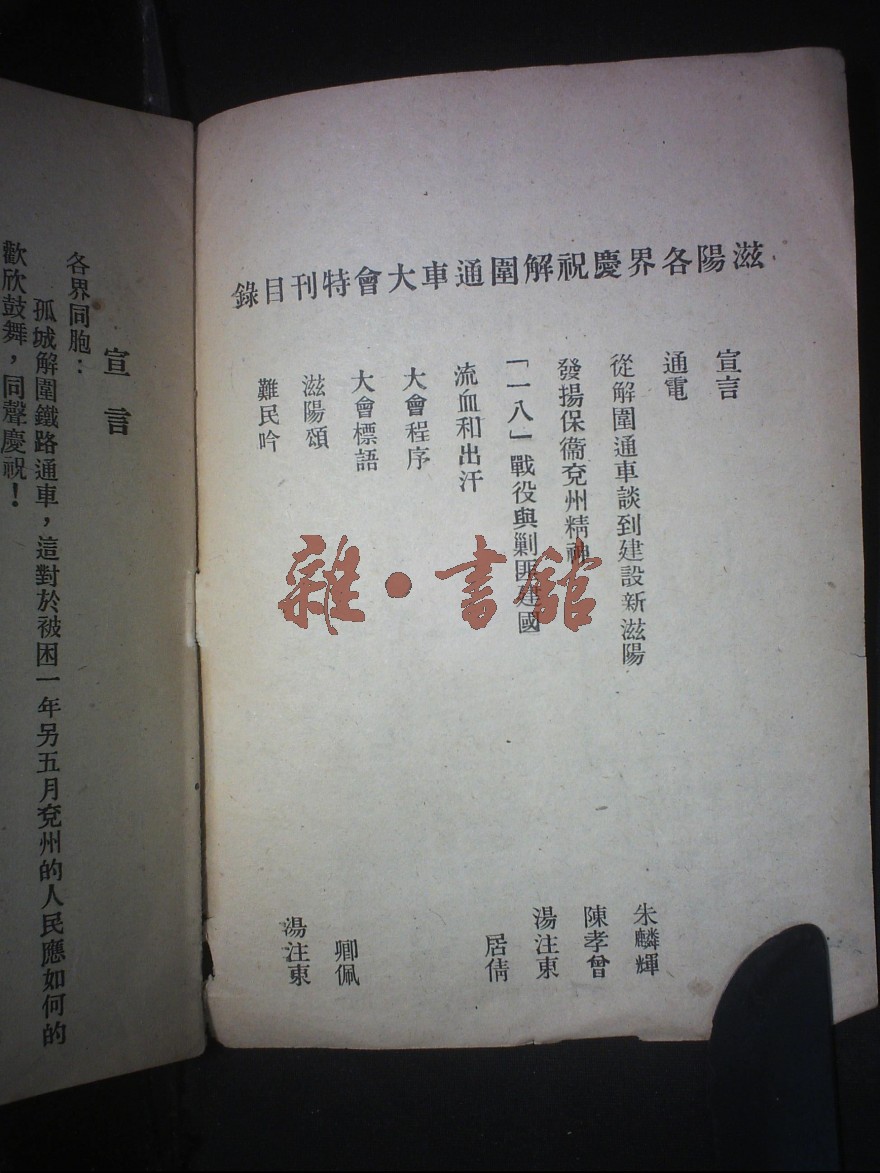 滋陽各界慶祝解圍通車大會特刊目錄
宣言
通電
從解圍通車談到建設新滋陽 朱麟輝
發揚保衞兗州精神 陳孝曾
「一八」戰役與剿匪建國 湯注東
流血和出汗 居倩
大會程序
大會標語
滋陽頌 卿佩
難民吟 湯注東
宣言
各界同胞：
孤城解圍鐵路通車，這對於被困一年另五月兗州的人民應如何的
歡欣鼓舞，同聲慶祝！
雜·書館